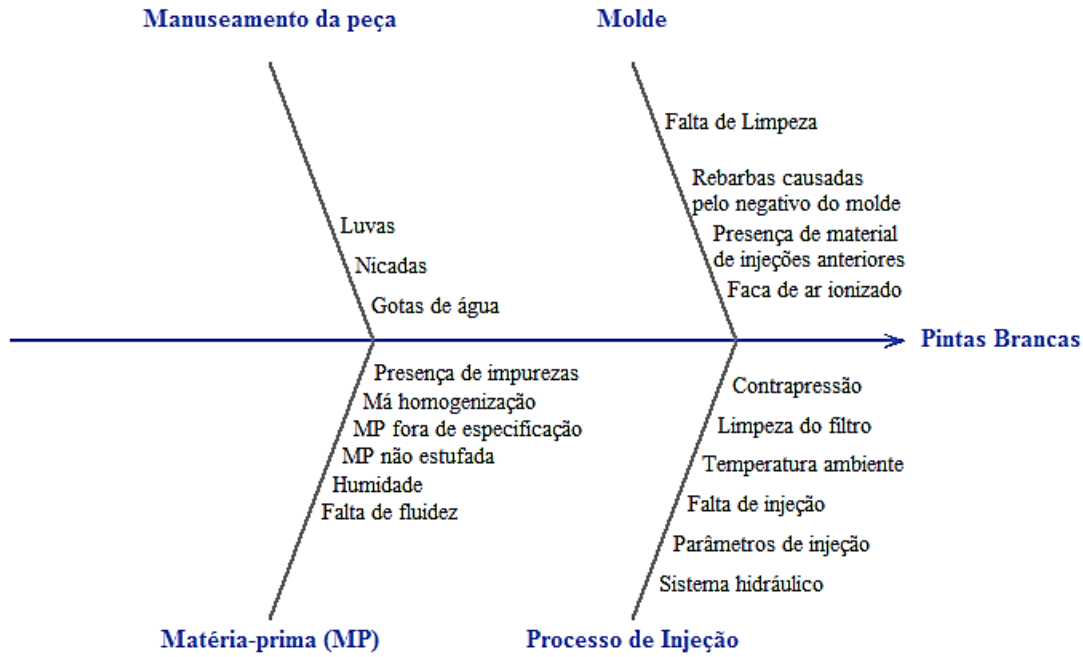 Manuseamento da peça
Molde
Falta de Limpeza
Rebarbas causadas
pelo negativo do molde
Luvas
Presença de material
de injeções anteriores
Nicadas
Faca de ar ionizado
Gotas de água
Pintas Brancas
Presença de impurezas
Contrapressão
Má homogenização
Limpeza do filtro
MP fora de especificação
MP não estufada
Temperatura ambiente
Humidade
Falta de injeção
Falta de fluidez
Parâmetros de injeção
Sistema hidráulico
Matéria-prima (MP)
Processo de Injeção